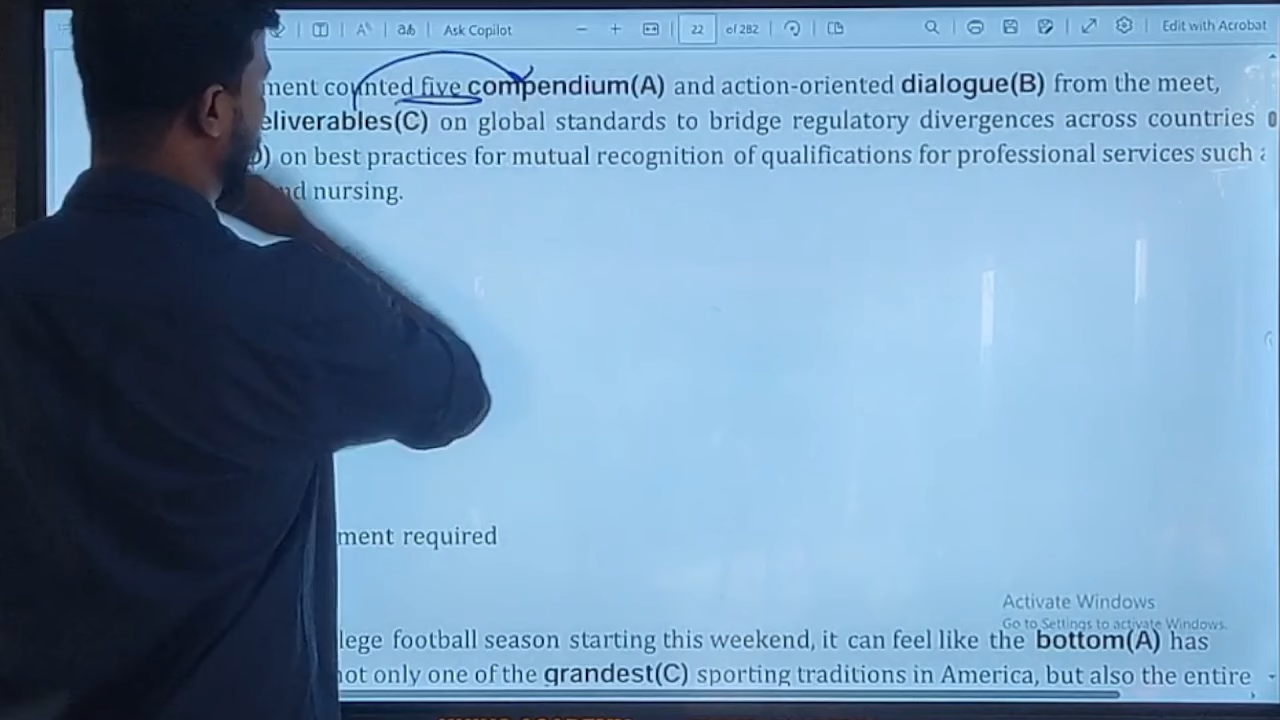 Ask Copilot
22 of 282
Edit with Acrobat
ment counted five compendium(A) and action-oriented dialogue(B) from the meet,
eliverables(C) on global standards to bridge regulatory divergences across countries
) on best practices for mutual recognition of qualifications for professional services such
nd nursing.
ment required
Activate Windows
Go to Settings to activate Windows.
lege football season starting this weekend, it can feel like the bottom(A) has
not only one of the grandest(C) sporting traditions in America, but also the entire